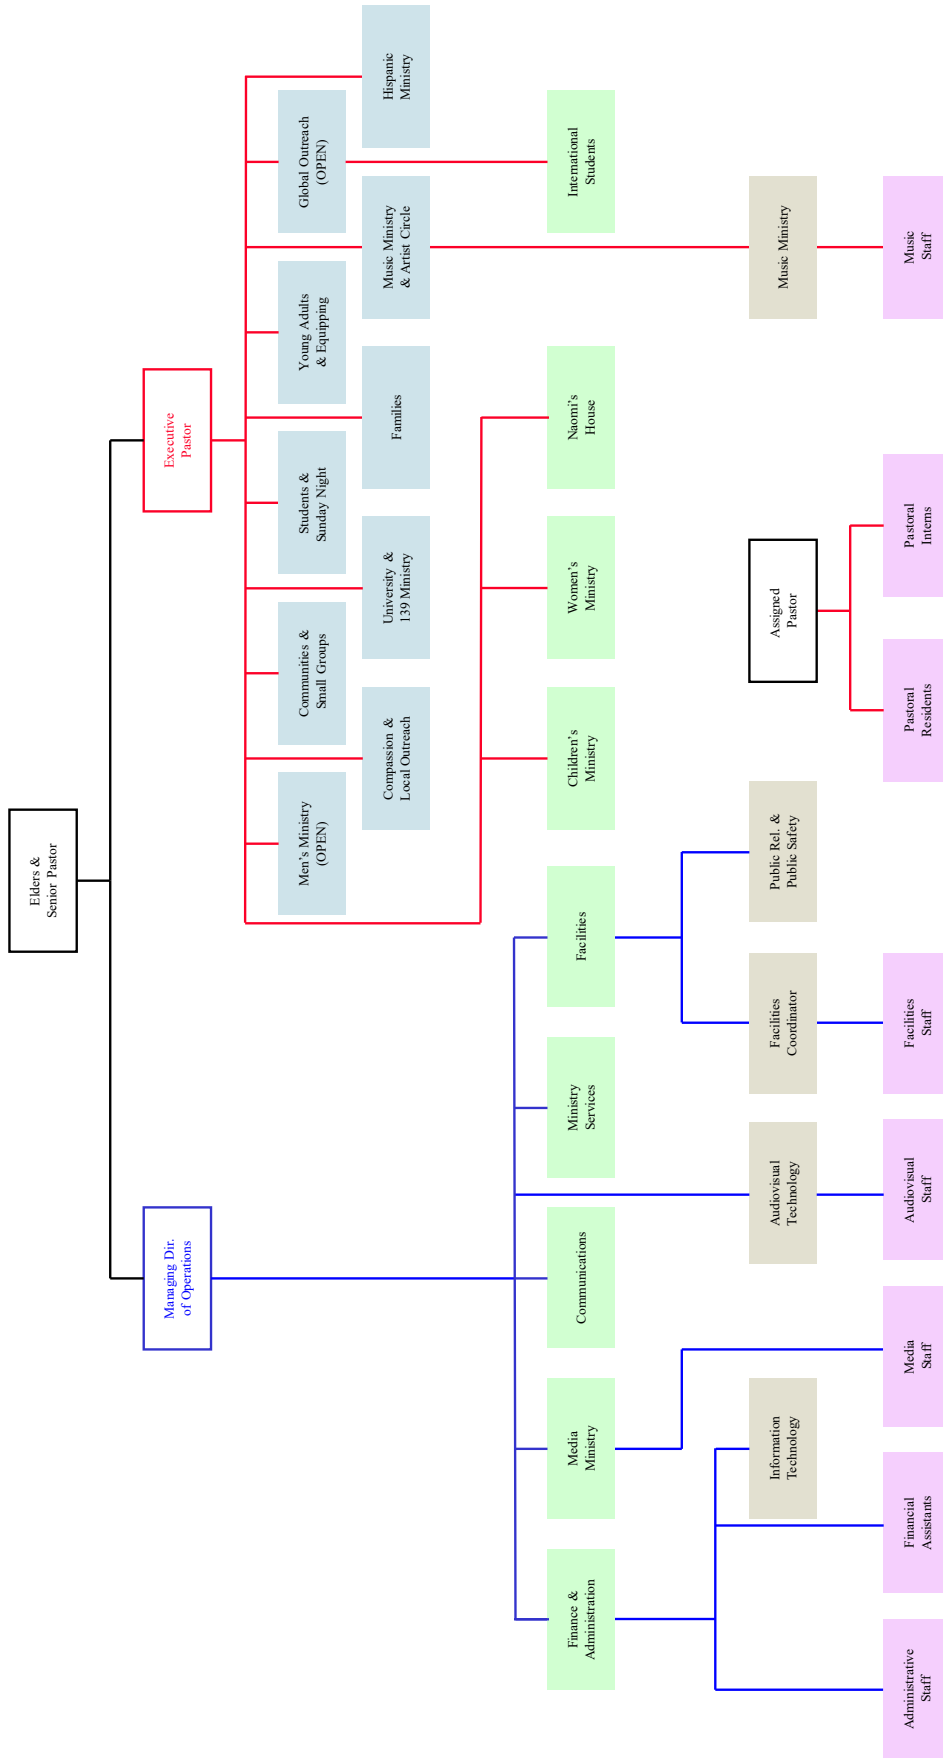 Elders &
Senior Pastor
Managing Dir.
of Operations
Executive
Pastor
Men's Ministry
(OPEN)
Communities &
Small Groups
Students &
Sunday Night
Young Adults
& Equipping
Global Outreach
(OPEN)
Compassion &
Local Outreach
University &
139 Ministry
Families
Music Ministry
& Artist Circle
Hispanic
Ministry
Finance &
Administration
Media
Ministry
Communications
Ministry
Services
Facilities
Children's
Ministry
Women's
Ministry
Naomi's
House
International
Students
Information
Technology
Audiovisual
Technology
Facilities
Coordinator
Public Rel. &
Public Safety
Assigned
Pastor
Music Ministry
Administrative
Staff
Financial
Assistants
Media
Staff
Audiovisual
Staff
Facilities
Staff
Pastoral
Residents
Pastoral
Interns
Music
Staff